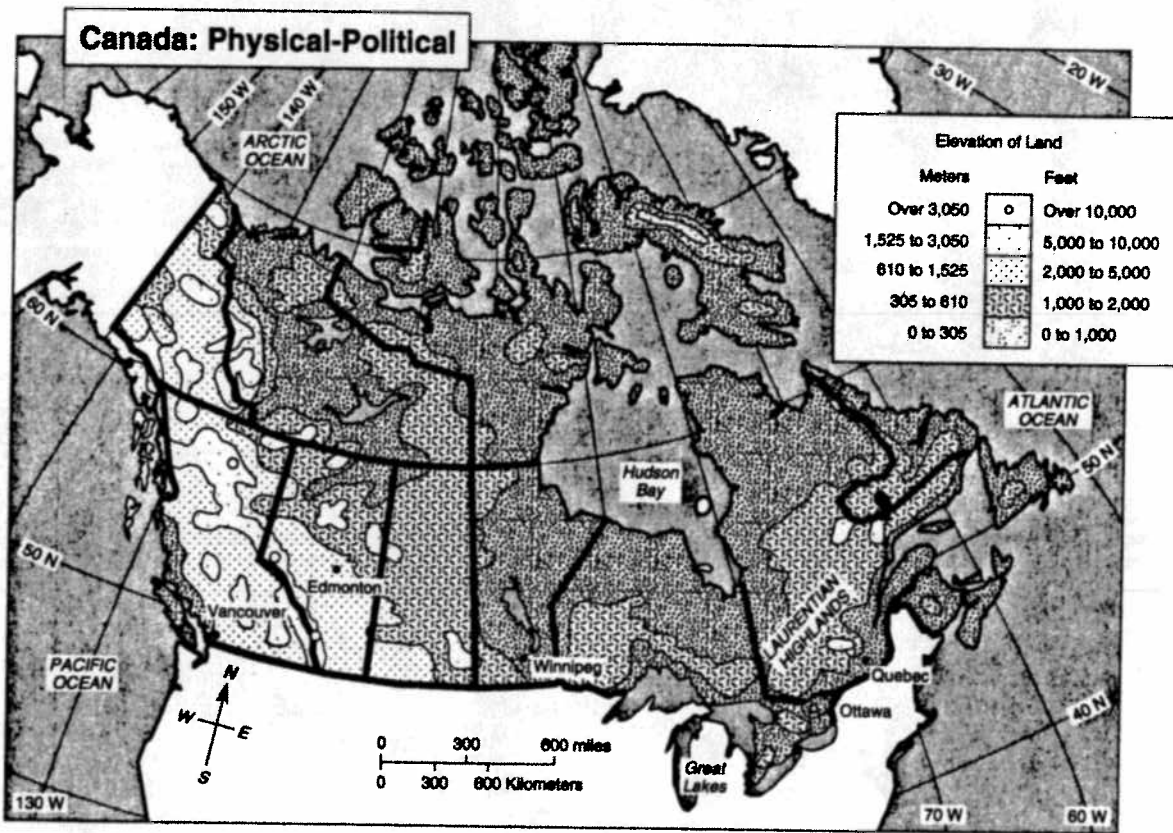 Canada: Physical-Political
150 W
140 W
30 W
20 W
ARCTIC
OCEAN
Elevation of Land
Meters Feet
Over 3,050 Over 10,000
1,525 to 3,050 5,000 to 10,000
610 to 1,525 2,000 to 5,000
305 to 610 1,000 to 2,000
0 to 305 0 to 1,000
60 N
ATLANTIC
OCEAN
Hudson
Bay
50 N
50 N
Edmonton
Vancouver
LAURENTIAN
HIGHLANDS
PACIFIC
OCEAN
Winnipeg
Quebec
N
W E
S
Ottawa
40 N
0 300 600 miles
0 300 600 Kilometers
Great
Lakes
130 W
70 W
60 W